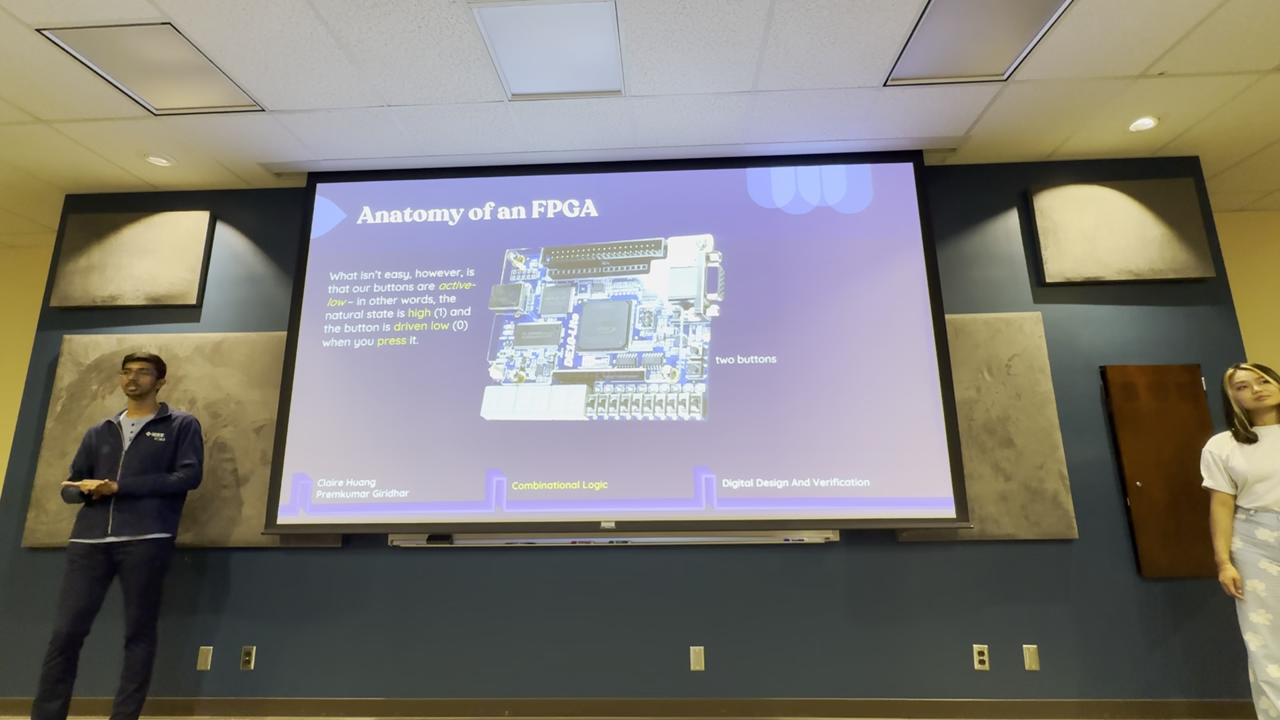 Anatomy of an FPGA
What isn't easy, however, is
that our buttons are active-
low – in other words, the
natural state is high (1) and
the button is driven low (0)
when you press it.
two buttons
Claire Huang
Premkumar Giridhar
Combinational Logic
Digital Design And Verification
IEEE